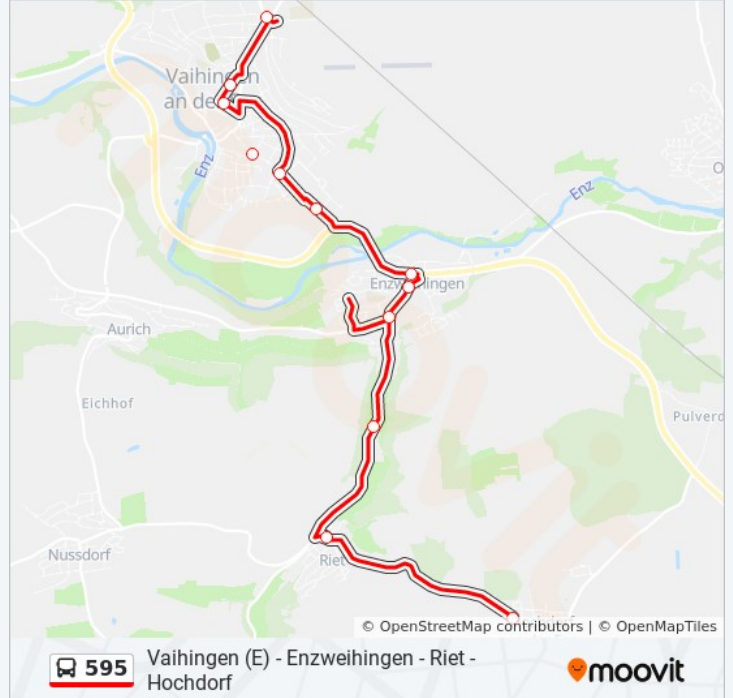 Vaihingen
an de
Enz
Enz
Enzweihingen
Aurich
Eichhof
Pulverd
Nussdorf
Riet
© OpenStreetMap contributors | © OpenMapTiles
595
Vaihingen (E) - Enzweihingen - Riet -
Hochdorf
moovit